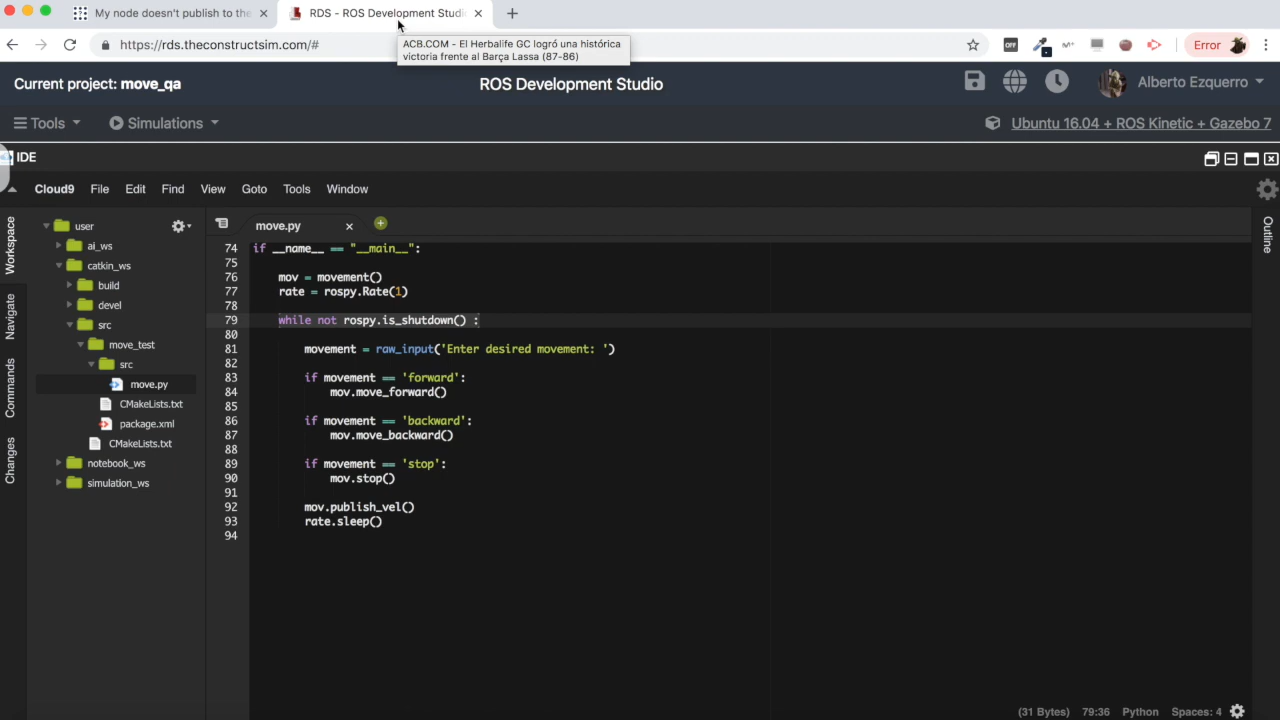 My node doesn't publish to the
RDS - ROS Development Studi
https://rds.theconstructsim.com/#
ACB.COM - El Herbalife GC logró una histórica
victoria frente al Barça Lassa (87-86)
OFF
Error
Current project: move_qa
ROS Development Studio
Alberto Ezquerro
Tools
Simulations
Ubuntu 16.04 + ROS Kinetic + Gazebo 7
IDE
Cloud9 File Edit Find View Goto Tools Window
Workspace
Navigate
Commands
Changes
Outline
user
ai_ws
catkin_ws
build
devel
src
move_test
src
move.py
CMakeLists.txt
package.xml
CMakeLists.txt
notebook_ws
simulation_ws
move.py
74 if __name__ == "__main__":
75
76 mov = movement()
77 rate = rospy.Rate(1)
78
79 while not rospy.is_shutdown() :
80
81 movement = raw_input('Enter desired movement: ')
82
83 if movement == 'forward':
84 mov.move_forward()
85
86 if movement == 'backward':
87 mov.move_backward()
88
89 if movement == 'stop':
90 mov.stop()
91
92 mov.publish_vel()
93 rate.sleep()
94
(31 Bytes) 79:36 Python Spaces: 4